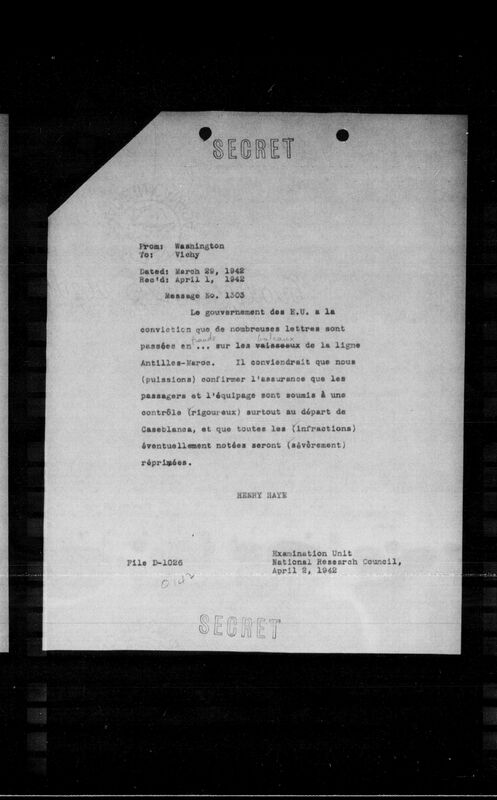 SECRET
From: Washington
To: Vichy
Dated: March 29, 1942
Rec'd: April 1, 1942
Message No. 1303
Le gouvernement des E.U. a la
conviction que de nombreuses lettres sont
fraude bateaux
passées en ... sur les vaisseaux de la ligne
Antilles-Maroc. Il conviendrait que nous
(puissions) confirmer l'assurance que les
passagers et l'équipage sont soumis à une
contrôle (rigoureux) surtout au départ de
Casablanca, et que toutes les (infractions)
éventuellement notées seront (sévèrement)
réprimées.
HENRY HAYE
Examination Unit
File D-1026 National Research Council,
April 2, 1942
SECRET